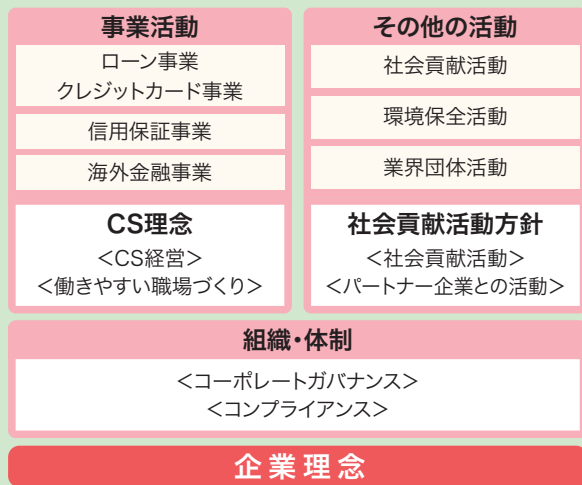 事業活動
ローン事業
クレジットカード事業
信用保証事業
海外金融事業
CS理念
<CS経営>
<働きやすい職場づくり>
その他の活動
社会貢献活動
環境保全活動
業界団体活動
社会貢献活動方針
<社会貢献活動>
<パートナー企業との活動>
組織・体制
<コーポレートガバナンス>
<コンプライアンス>
企業理念